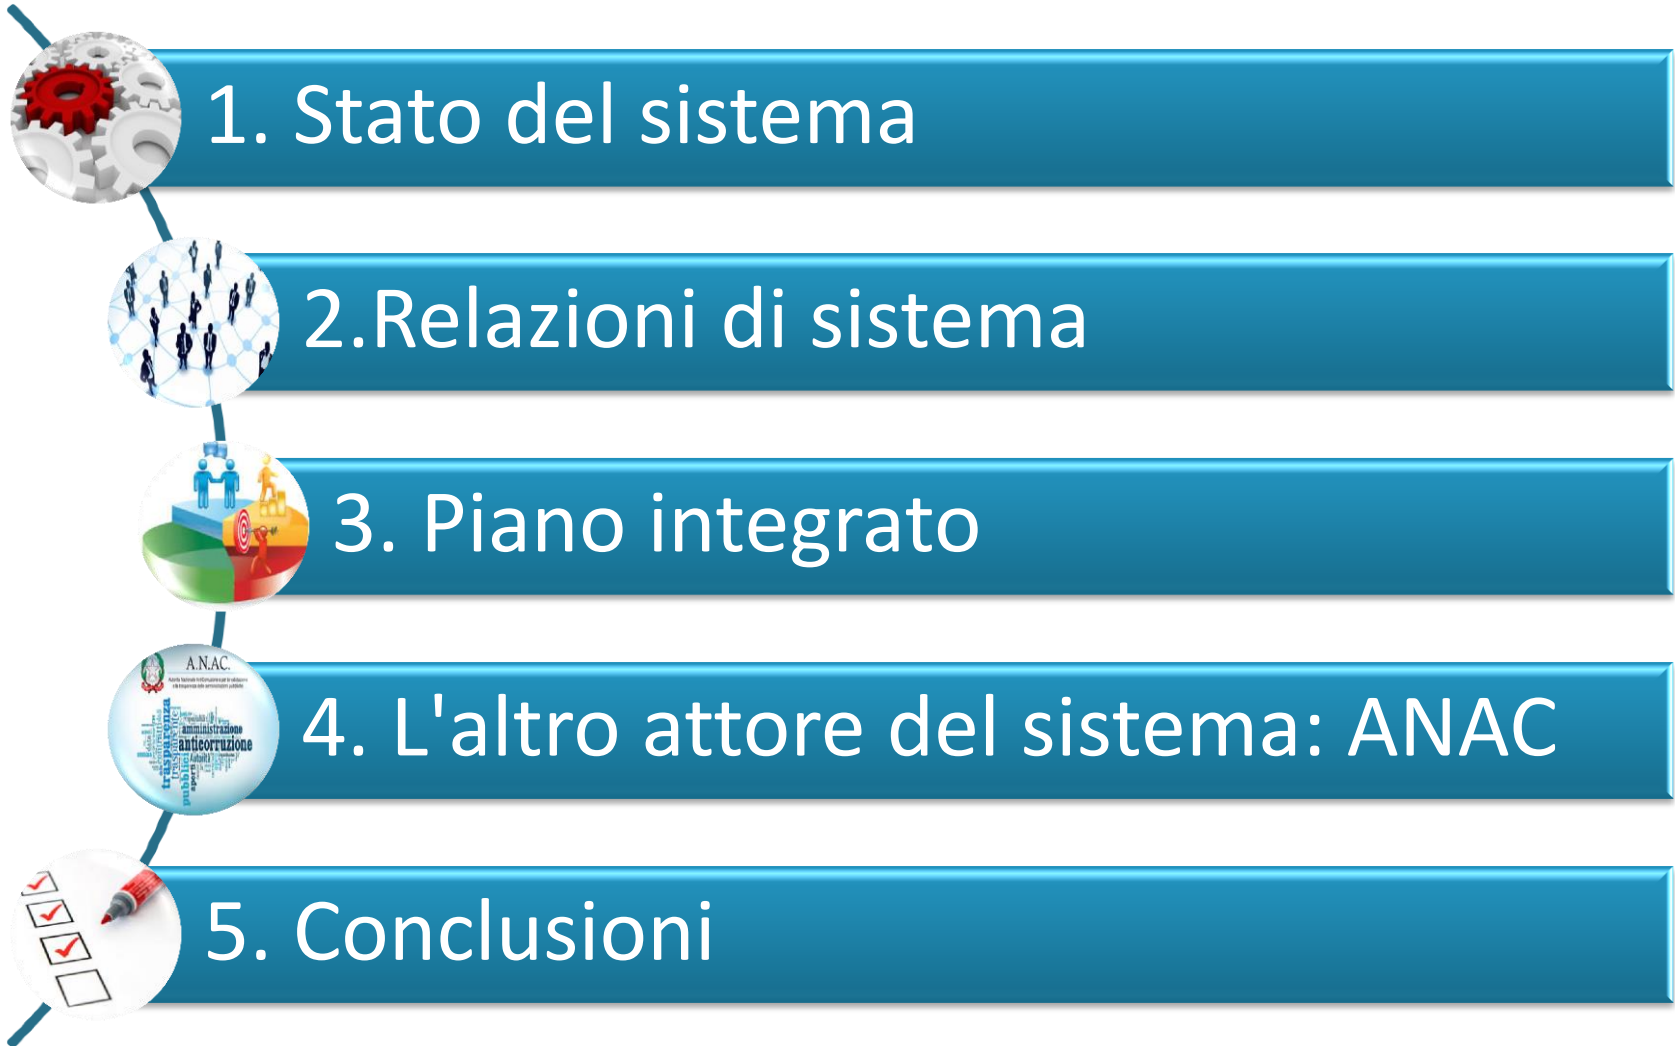 1. Stato del sistema
2.Relazioni di sistema
3. Piano integrato
A.N.AC.
amministrazione
anticorruzione
trasparenza
4. L'altro attore del sistema: ANAC
5. Conclusioni